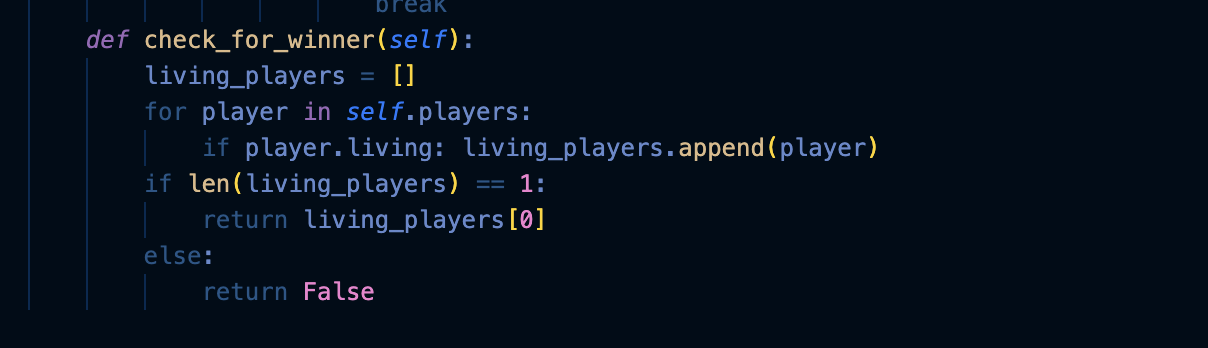 break
def check_for_winner(self):
living_players = []
for player in self.players:
if player.living: living_players.append(player)
if len(living_players) == 1:
return living_players[0]
else:
return False